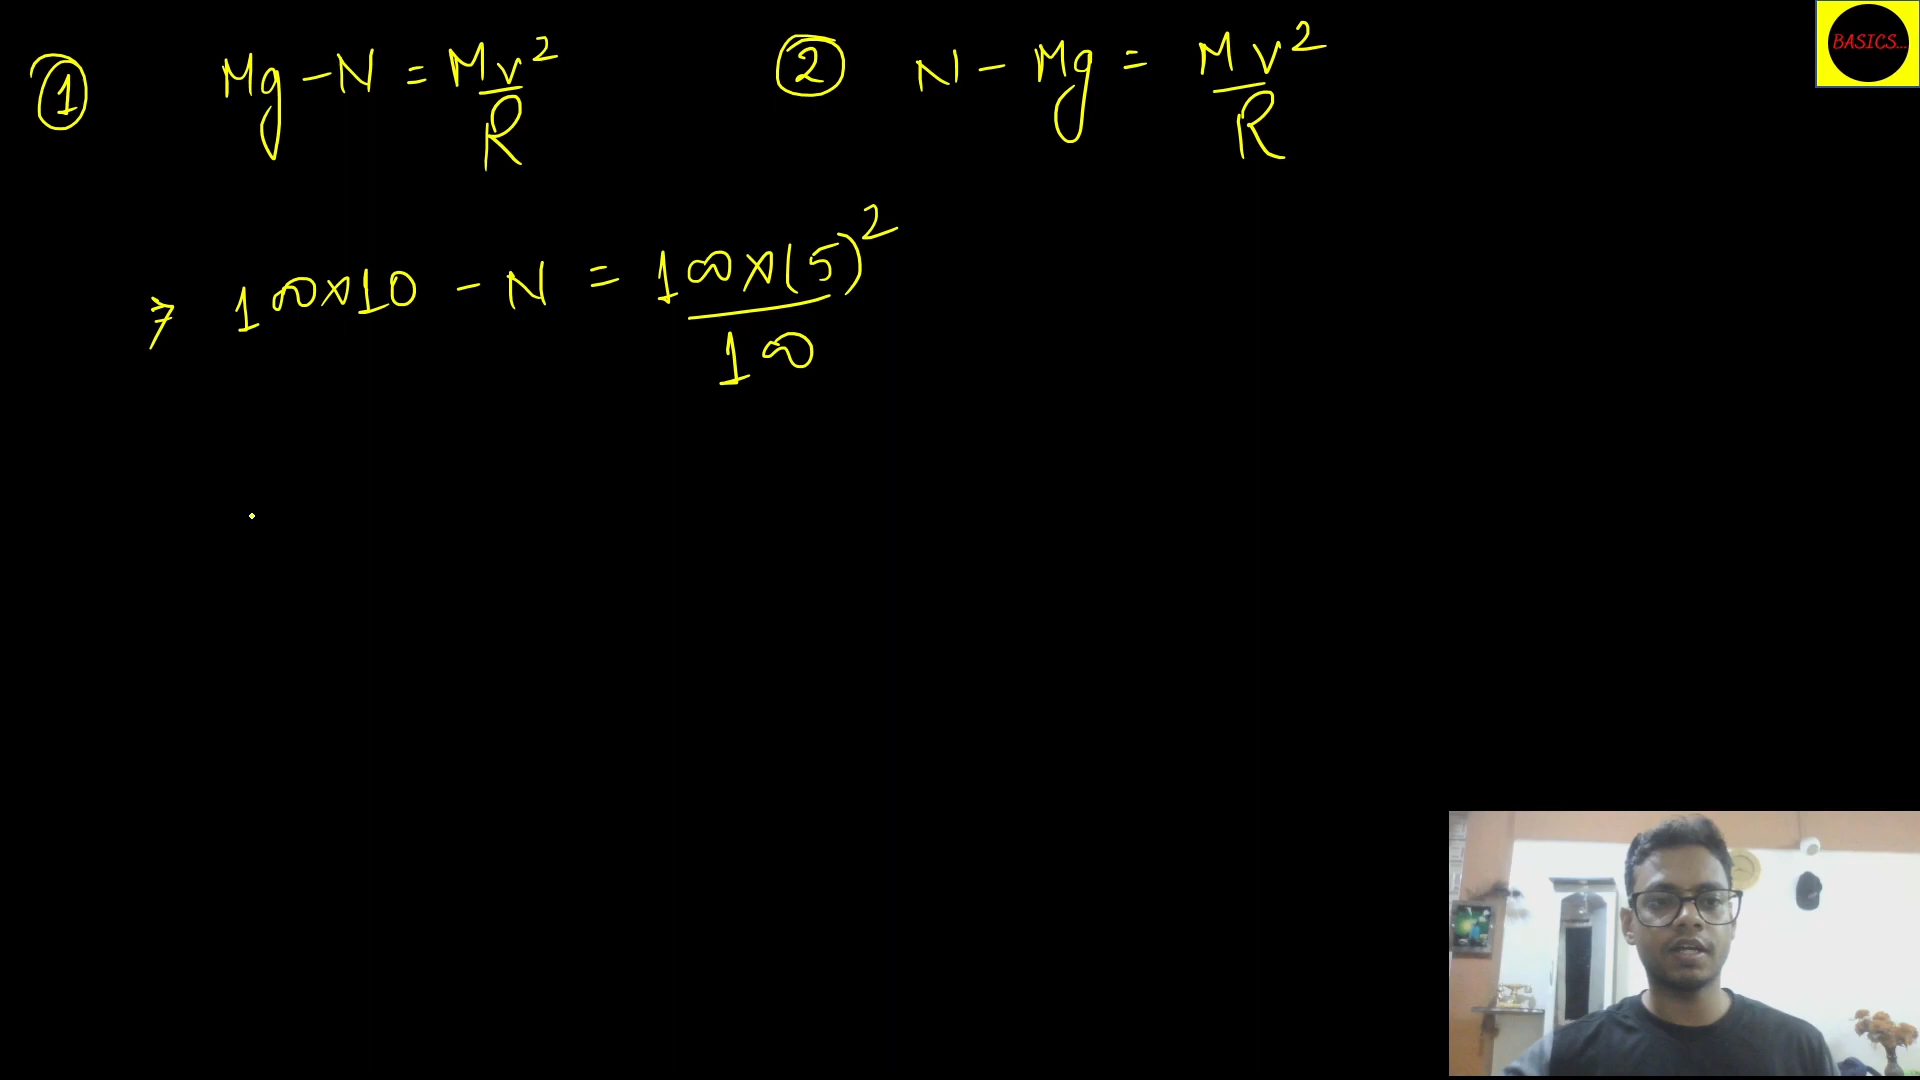 ① Mg - N = Mv²/R
② N - Mg = Mv²/R
BASICS...
⇒ 100×10 - N = 100×(5)²/100